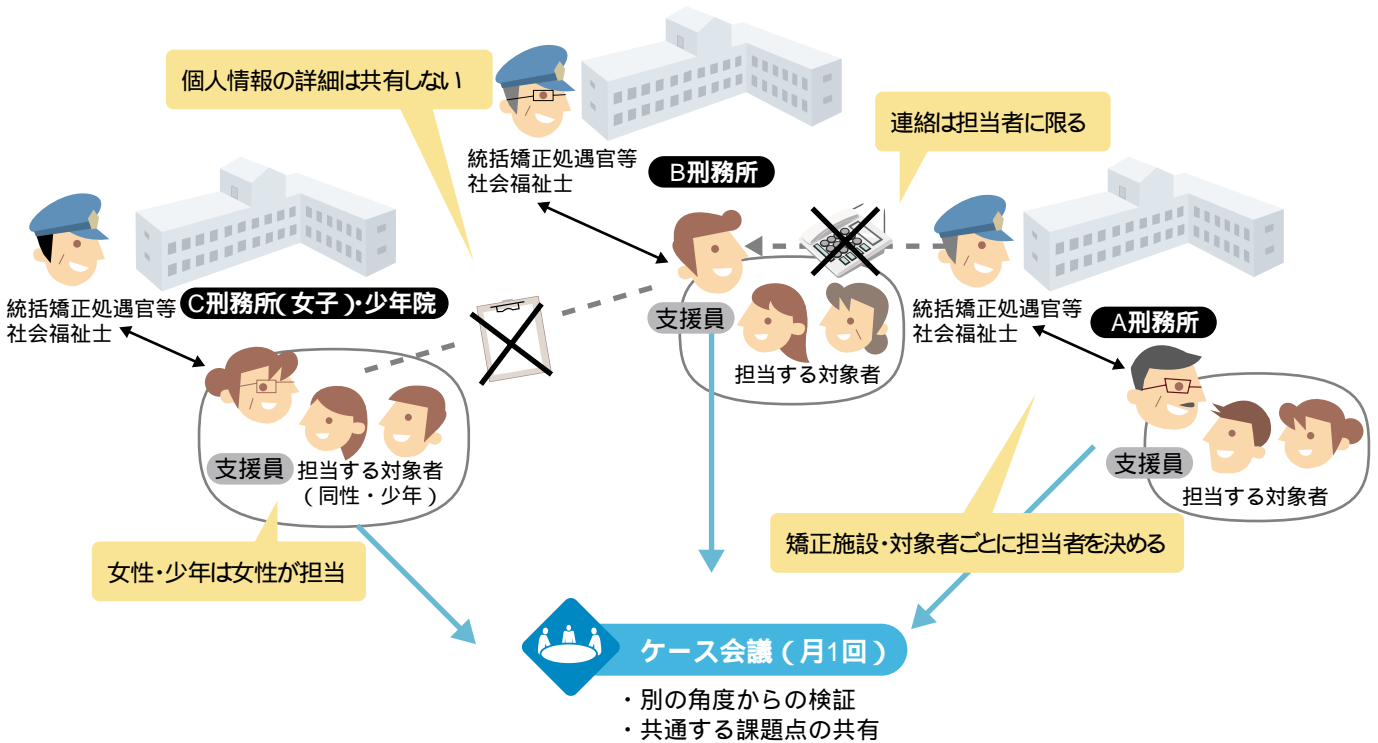 個人情報の詳細は共有しない
連絡は担当者に限る
統括矯正処遇官等
社会福祉士
B刑務所
統括矯正処遇官等
社会福祉士
C刑務所(女子)・少年院
統括矯正処遇官等
社会福祉士
A刑務所
支援員
担当する対象者
支援員
担当する対象者
(同性・少年)
支援員
担当する対象者
女性・少年は女性が担当
矯正施設・対象者ごとに担当者を決める
ケース会議(月1回)
・別の角度からの検証
・共通する課題点の共有